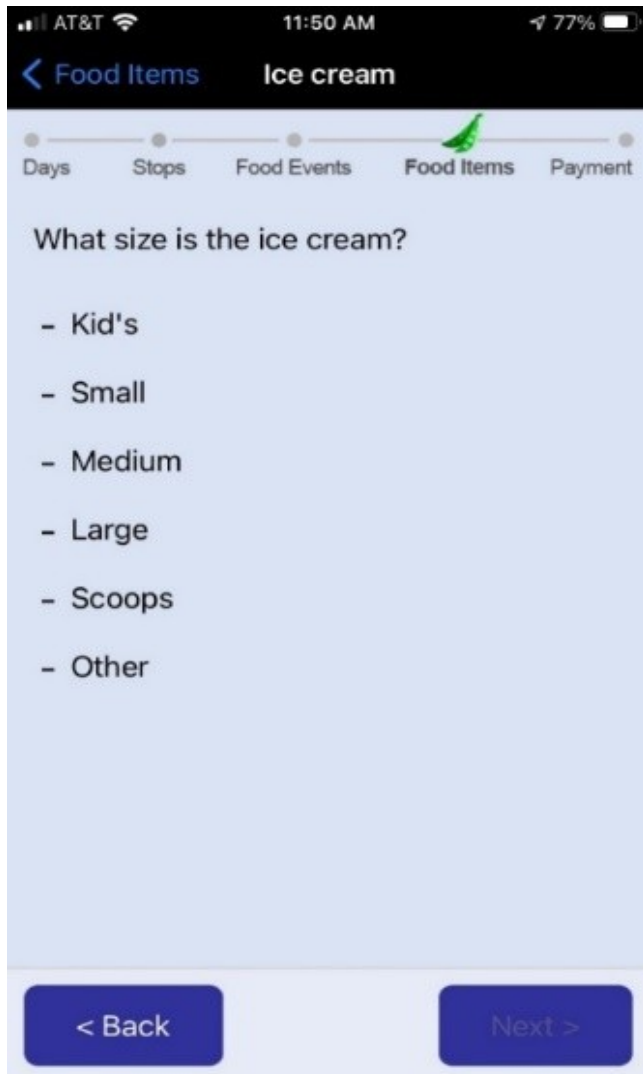 AT&T 11:50 AM 77%
Food Items Ice cream
Days Stops Food Events Food Items Payment
What size is the ice cream?
- Kid's
- Small
- Medium
- Large
- Scoops
- Other
< Back Next >